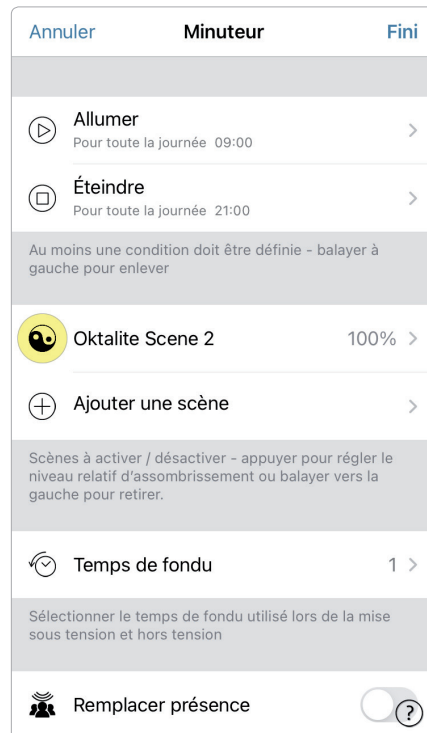 Annuler Minuteur Fini
Allumer
Pour toute la journée 09:00
Éteindre
Pour toute la journée 21:00
Au moins une condition doit être définie - balayer à
gauche pour enlever
Oktalite Scene 2 100%
Ajouter une scène
Scènes à activer / désactiver - appuyer pour régler le
niveau relatif d'assombrissement ou balayer vers la
gauche pour retirer.
Temps de fondu 1
Sélectionner le temps de fondu utilisé lors de la mise
sous tension et hors tension
Remplacer présence ?